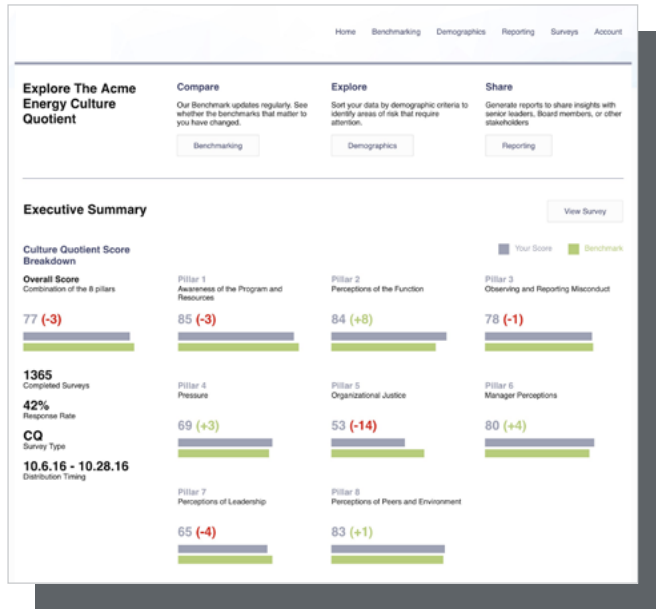 Home Benchmarking Demographics Reporting Surveys Account
Explore The Acme
Energy Culture
Quotient
Compare
Our Benchmark updates regularly. See
whether the benchmarks that matter to
you have changed.
Benchmarking
Explore
Sort your data by demographic criteria to
identify areas of risk that require
attention.
Demographics
Share
Generate reports to share insights with
senior leaders, Board members, or other
stakeholders
Reporting
Executive Summary
View Survey
Culture Quotient Score
Breakdown
Your Score Benchmark
Overall Score
Combination of the 8 pillars
77 (-3)
Pillar 1
Awareness of the Program and
Resources
85 (-3)
Pillar 2
Perceptions of the Function
84 (+8)
Pillar 3
Observing and Reporting Misconduct
78 (-1)
1365
Completed Surveys
42%
Response Rate
CQ
Survey Type
10.6.16 - 10.28.16
Distribution Timing
Pillar 4
Pressure
69 (+3)
Pillar 5
Organizational Justice
53 (-14)
Pillar 6
Manager Perceptions
80 (+4)
Pillar 7
Perceptions of Leadership
65 (-4)
Pillar 8
Perceptions of Peers and Environment
83 (+1)